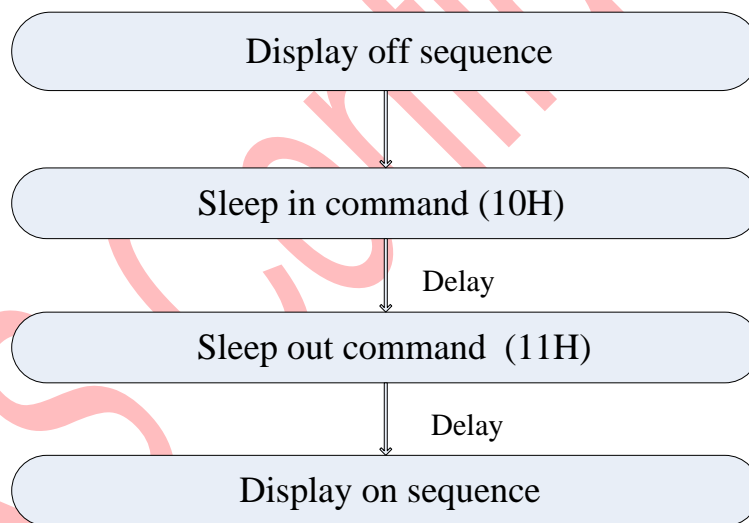 Display off sequence
Sleep in command (10H)
Delay
Sleep out command (11H)
Delay
Display on sequence